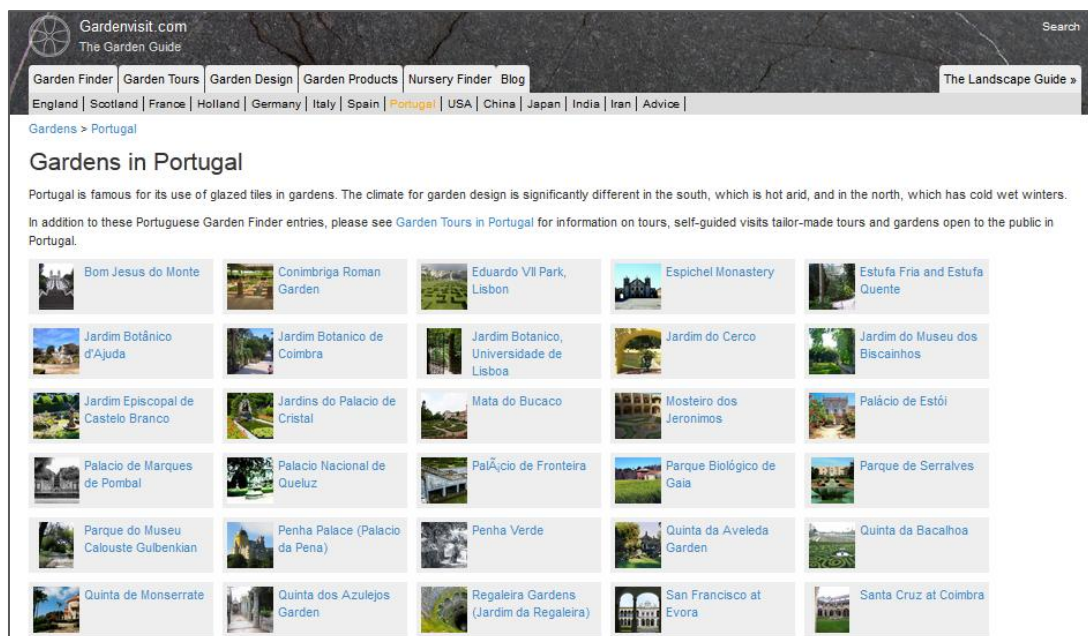 Gardenvisit.com
The Garden Guide
Search
Garden Finder Garden Tours Garden Design Garden Products Nursery Finder Blog The Landscape Guide »
England | Scotland | France | Holland | Germany | Italy | Spain | Portugal | USA | China | Japan | India | Iran | Advice |
Gardens > Portugal
Gardens in Portugal
Portugal is famous for its use of glazed tiles in gardens. The climate for garden design is significantly different in the south, which is hot arid, and in the north, which has cold wet winters.
In addition to these Portuguese Garden Finder entries, please see Garden Tours in Portugal for information on tours, self-guided visits tailor-made tours and gardens open to the public in
Portugal.
Bom Jesus do Monte
Conimbriga Roman
Garden
Eduardo VII Park,
Lisbon
Espichel Monastery
Estufa Fria and Estufa
Quente
Jardim Botânico
d'Ajuda
Jardim Botanico de
Coimbra
Jardim Botanico,
Universidade de
Lisboa
Jardim do Cerco
Jardim do Museu dos
Biscainhos
Jardim Episcopal de
Castelo Branco
Jardins do Palacio de
Cristal
Mata do Bucaco
Mosteiro dos
Jeronimos
Palácio de Estói
Palacio de Marques
de Pombal
Palacio Nacional de
Queluz
PalÃ¡cio de Fronteira
Parque Biológico de
Gaia
Parque de Serralves
Parque do Museu
Calouste Gulbenkian
Penha Palace (Palacio
da Pena)
Penha Verde
Quinta da Aveleda
Garden
Quinta da Bacalhoa
Quinta de Monserrate
Quinta dos Azulejos
Garden
Regaleira Gardens
(Jardim da Regaleira)
San Francisco at
Evora
Santa Cruz at Coimbra